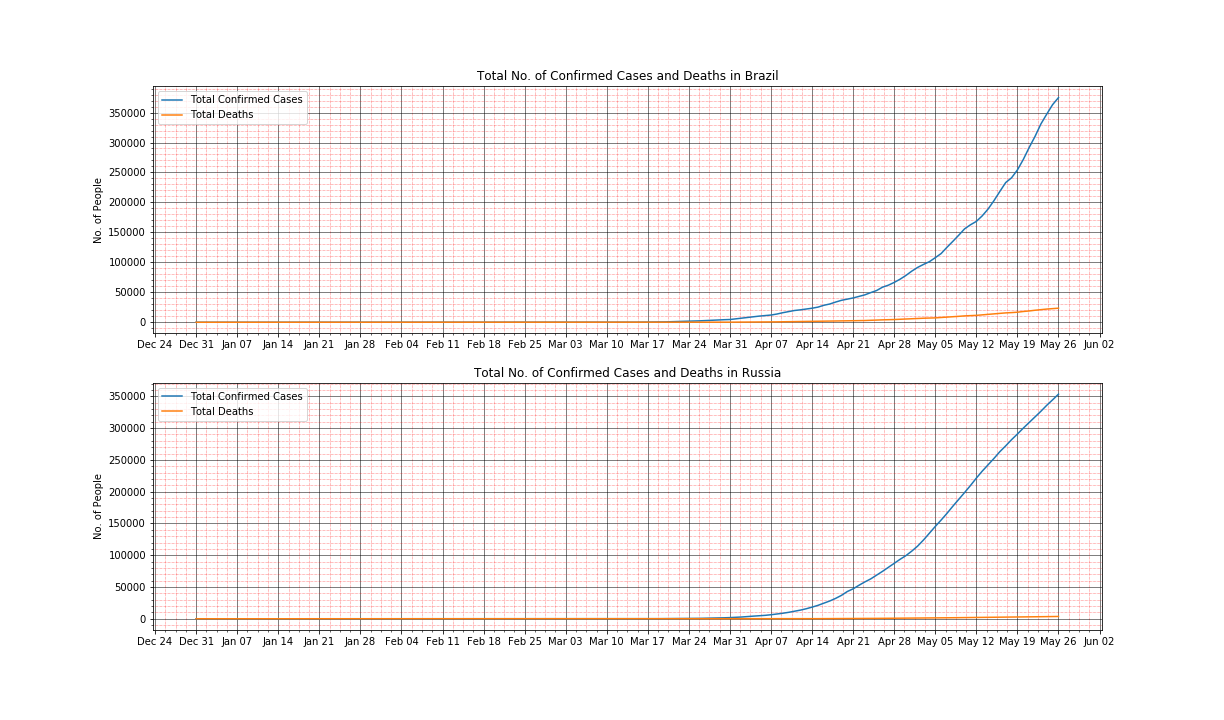 Total No. of Confirmed Cases and Deaths in Brazil
Total Confirmed Cases
Total Deaths
No. of People
350000
300000
250000
200000
150000
100000
50000
0
Dec 24 Dec 31 Jan 07 Jan 14 Jan 21 Jan 28 Feb 04 Feb 11 Feb 18 Feb 25 Mar 03 Mar 10 Mar 17 Mar 24 Mar 31 Apr 07 Apr 14 Apr 21 Apr 28 May 05 May 12 May 19 May 26 Jun 02
Total No. of Confirmed Cases and Deaths in Russia
Total Confirmed Cases
Total Deaths
No. of People
350000
300000
250000
200000
150000
100000
50000
0
Dec 24 Dec 31 Jan 07 Jan 14 Jan 21 Jan 28 Feb 04 Feb 11 Feb 18 Feb 25 Mar 03 Mar 10 Mar 17 Mar 24 Mar 31 Apr 07 Apr 14 Apr 21 Apr 28 May 05 May 12 May 19 May 26 Jun 02